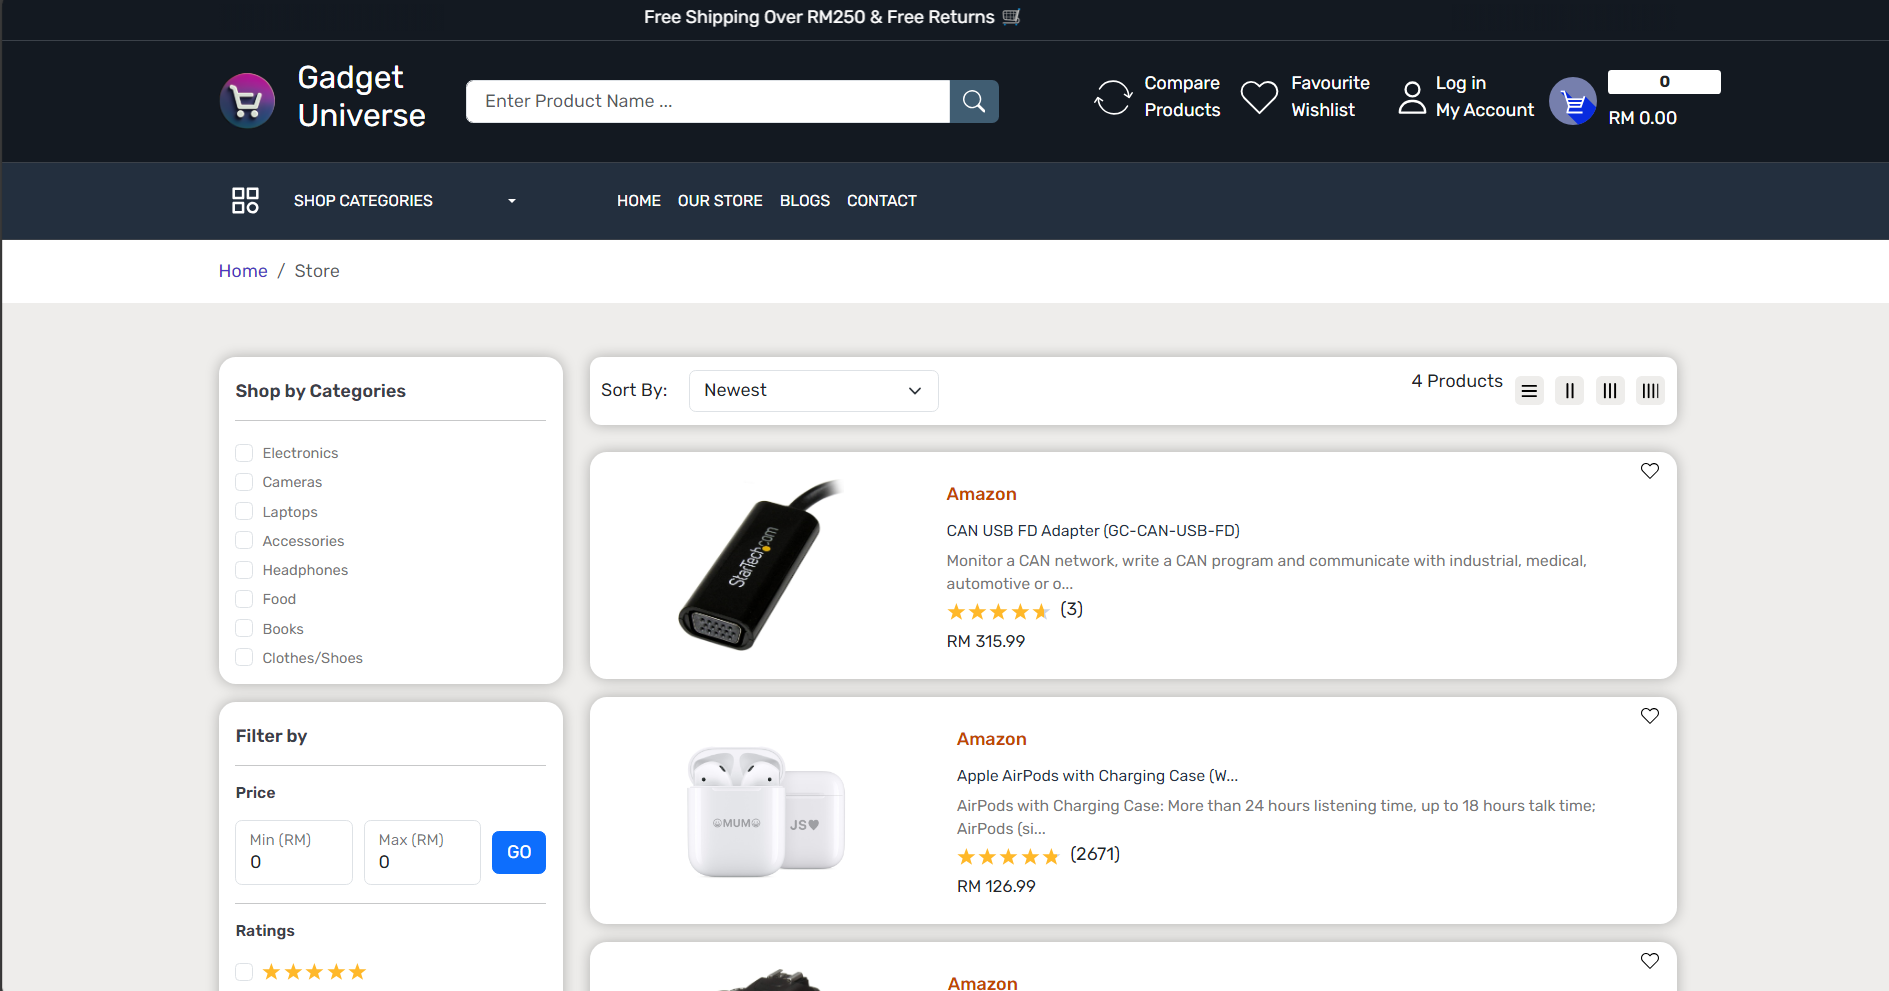 Free Shipping Over RM250 & Free Returns
Gadget
Universe
Enter Product Name ...
Compare
Products
Favourite
Wishlist
Log in
My Account
0
RM 0.00
SHOP CATEGORIES
HOME OUR STORE BLOGS CONTACT
Home / Store
Shop by Categories
Electronics
Cameras
Laptops
Accessories
Headphones
Food
Books
Clothes/Shoes
Filter by
Price
Min (RM)
0
Max (RM)
0
GO
Ratings
Sort By: Newest
4 Products
StarTech.com
Amazon
CAN USB FD Adapter (GC-CAN-USB-FD)
Monitor a CAN network, write a CAN program and communicate with industrial, medical,
automotive or o...
(3)
RM 315.99
MUM
JS
Amazon
Apple AirPods with Charging Case (W...
AirPods with Charging Case: More than 24 hours listening time, up to 18 hours talk time;
AirPods (si...
(2671)
RM 126.99
Amazon